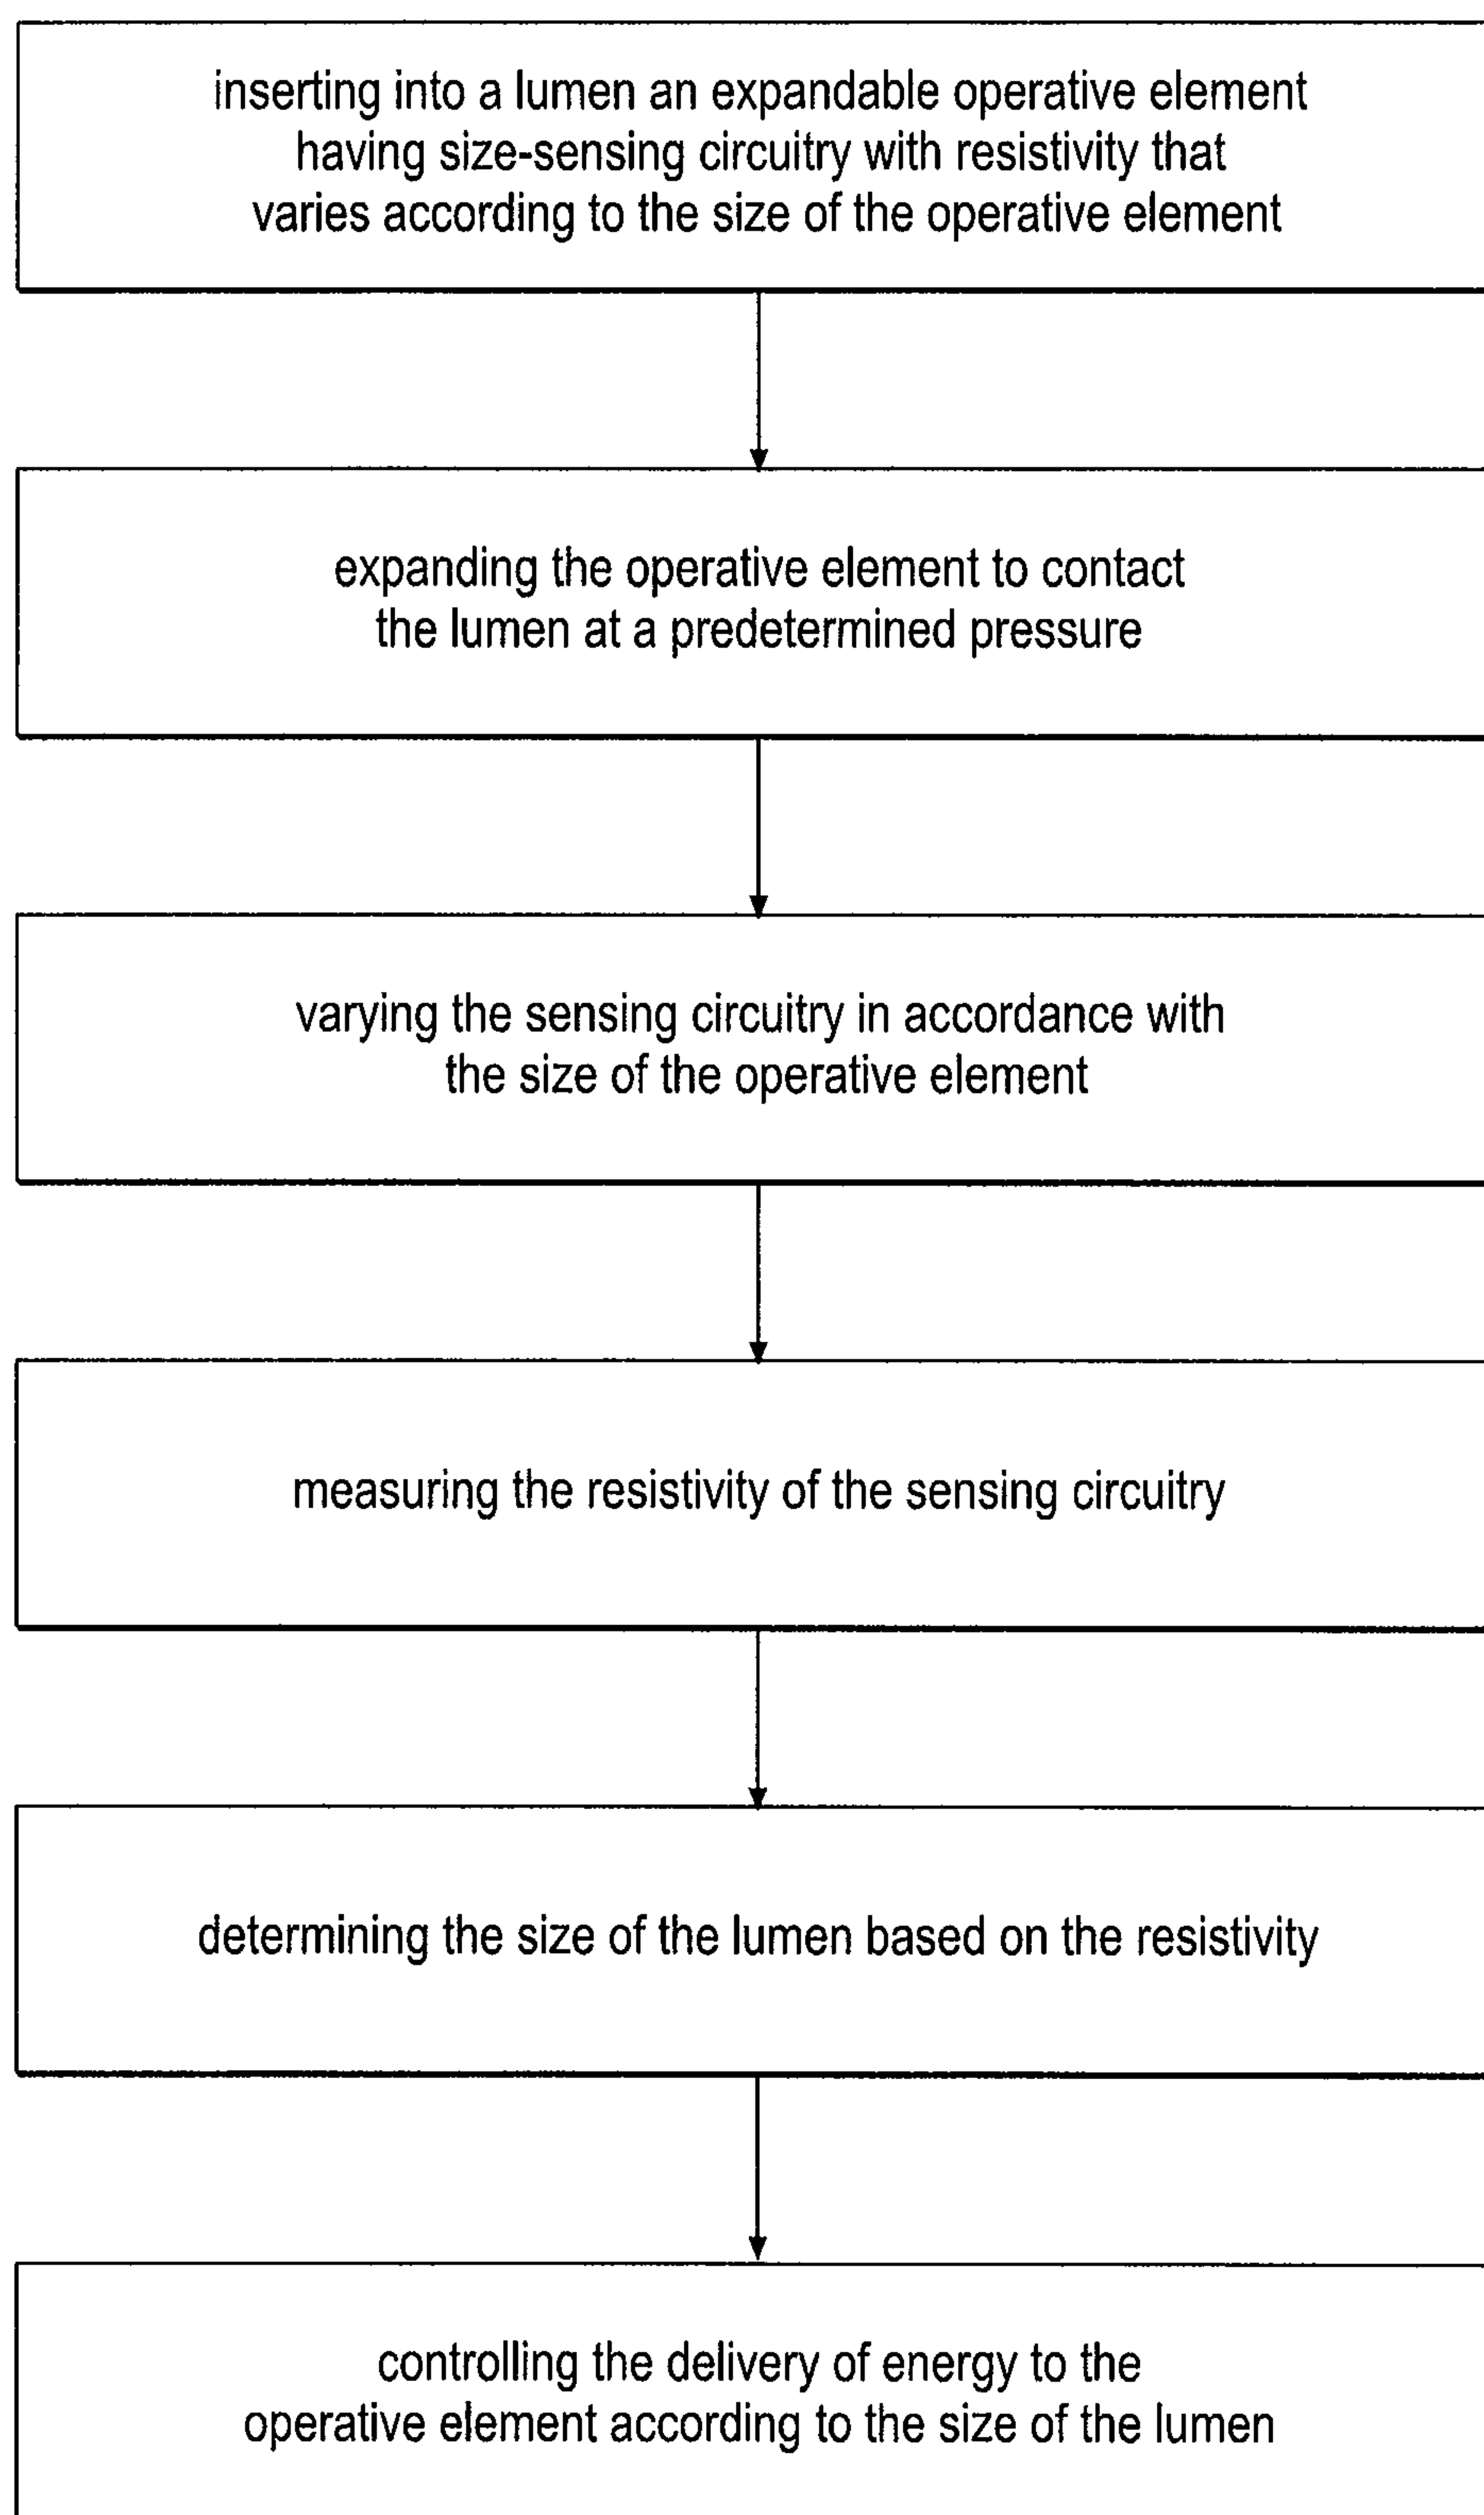 inserting into a lumen an expandable operative element
having size-sensing circuitry with resistivity that
varies according to the size of the operative element
expanding the operative element to contact
the lumen at a predetermined pressure
varying the sensing circuitry in accordance with
the size of the operative element
measuring the resistivity of the sensing circuitry
determining the size of the lumen based on the resistivity
controlling the delivery of energy to the
operative element according to the size of the lumen